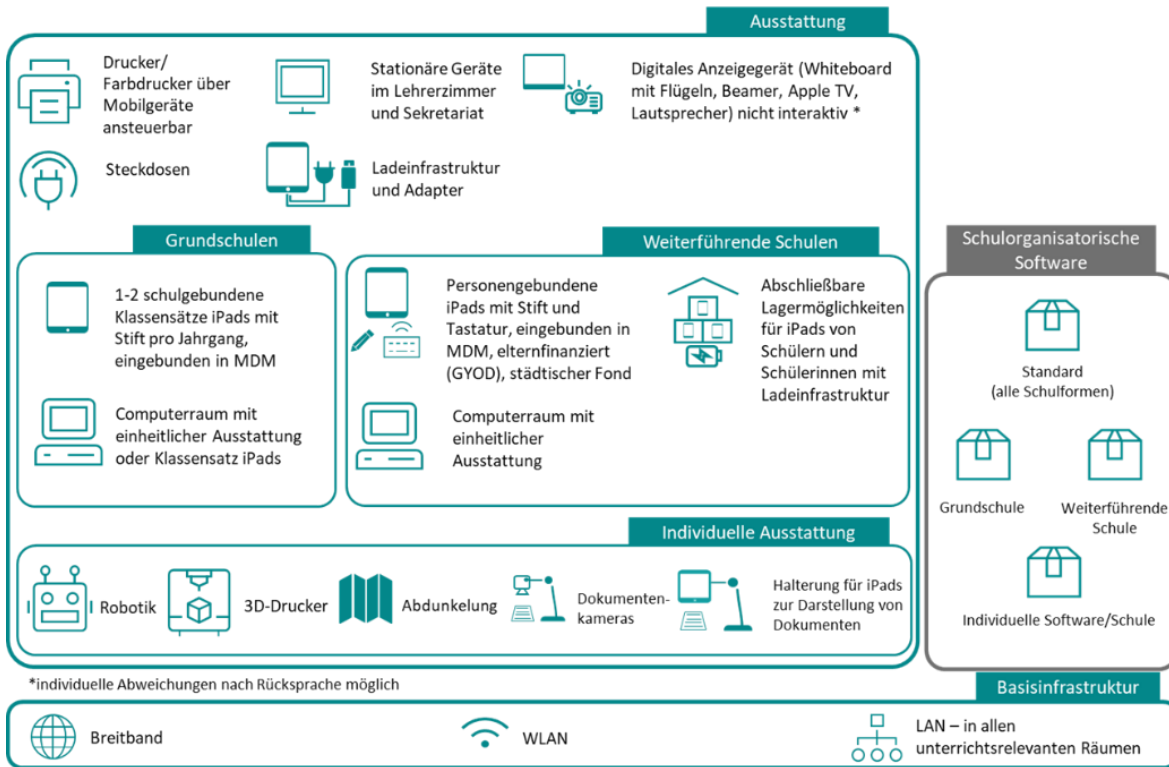 Ausstattung
Drucker/
Farbdrucker über
Mobilgeräte
ansteuerbar
Stationäre Geräte
im Lehrerzimmer
und Sekretariat
Digitales Anzeigegerät (Whiteboard
mit Flügeln, Beamer, Apple TV,
Lautsprecher) nicht interaktiv *
Steckdosen
Ladeinfrastruktur
und Adapter
Grundschulen
1-2 schulgebundene
Klassensätze iPads mit
Stift pro Jahrgang,
eingebunden in MDM
Computerraum mit
einheitlicher Ausstattung
oder Klassensatz iPads
Weiterführende Schulen
Personengebundene
iPads mit Stift und
Tastatur, eingebunden in
MDM, elternfinanziert
(GYOD), städtischer Fond
Computerraum mit
einheitlicher
Ausstattung
Abschließbare
Lagermöglichkeiten
für iPads von
Schülern und
Schülerinnen mit
Ladeinfrastruktur
Schulorganisatorische
Software
Standard
(alle Schulformen)
Grundschule
Weiterführende
Schule
Individuelle Software/Schule
Individuelle Ausstattung
Robotik
3D-Drucker
Abdunkelung
Dokumenten-
kameras
Halterung für iPads
zur Darstellung von
Dokumenten
*individuelle Abweichungen nach Rücksprache möglich
Basisinfrastruktur
Breitband
WLAN
LAN – in allen
unterrichtsrelevanten Räumen